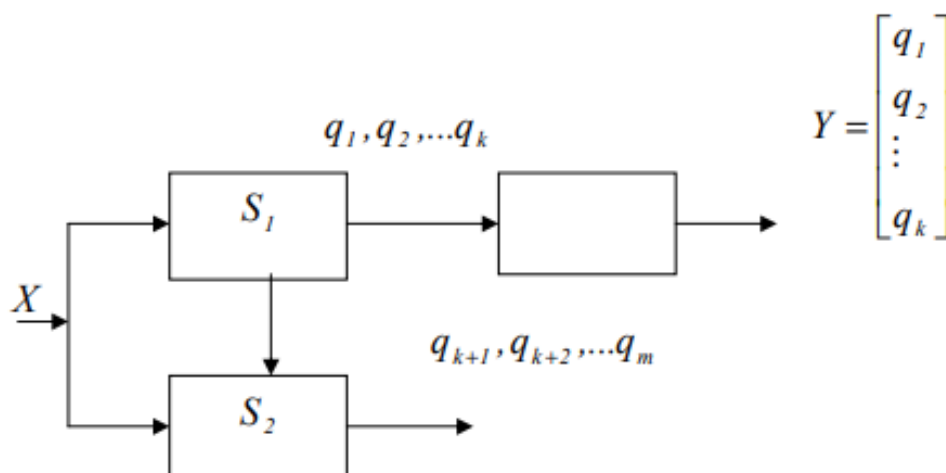 q₁, q₂, ...qₖ
Y = [q₁ q₂ ⋮ qₖ]
S₁
X
qₖ₊₁, qₖ₊₂, ...qₘ
S₂